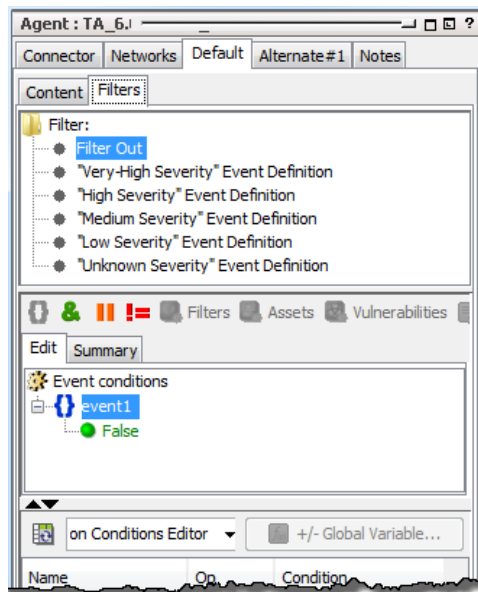 Agent : TA_6.
Connector Networks Default Alternate#1 Notes
Content Filters
Filter:
Filter Out
"Very-High Severity" Event Definition
"High Severity" Event Definition
"Medium Severity" Event Definition
"Low Severity" Event Definition
"Unknown Severity" Event Definition
{} & || != Filters Assets Vulnerabilities
Edit Summary
Event conditions
{} event1
False
on Conditions Editor +/- Global Variable...
Name Op. Condition